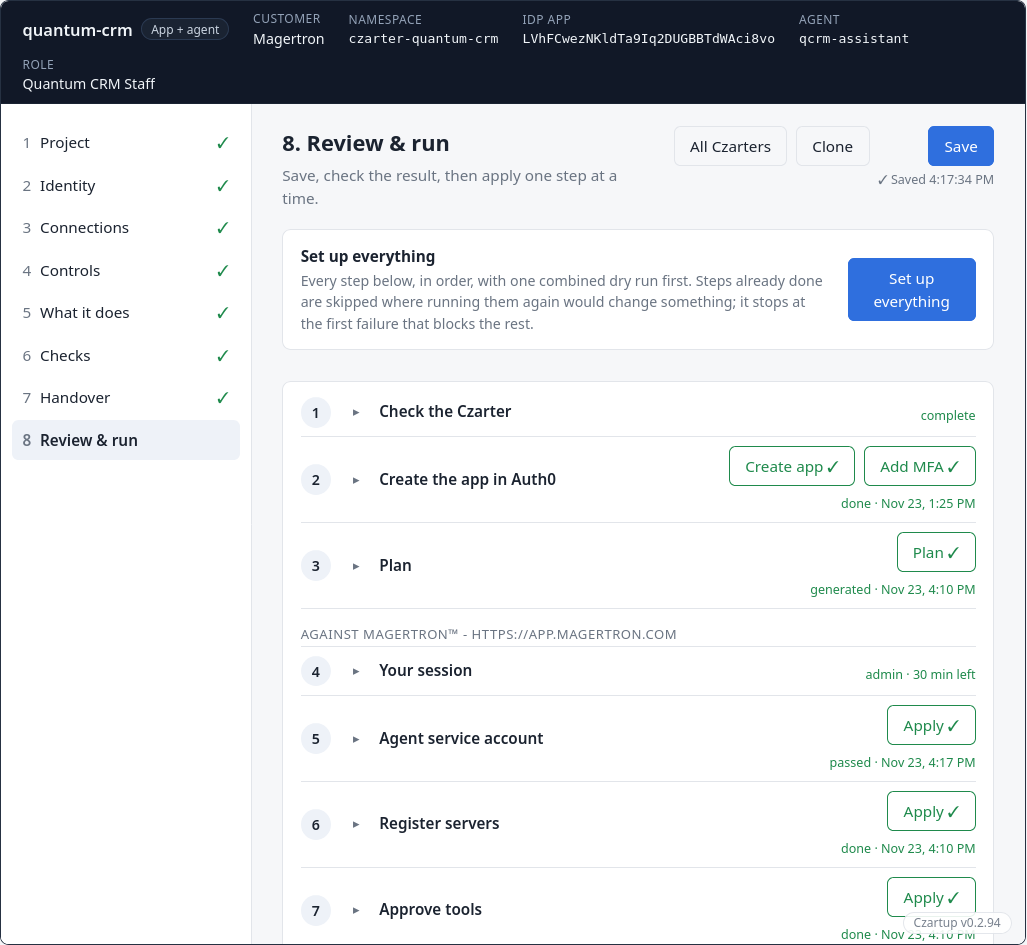 quantum-crm
App + agent
CUSTOMER
Magertron
NAMESPACE
czarter-quantum-crm
IDP APP
LVhFCwezNKldTa9Iq2DUGBBTdWAci8vo
AGENT
qcrm-assistant
ROLE
Quantum CRM Staff
1 Project ✓
2 Identity ✓
3 Connections ✓
4 Controls ✓
5 What it does ✓
6 Checks ✓
7 Handover ✓
8 Review & run
8. Review & run
Save, check the result, then apply one step at a
time.
All Czarters
Clone
Save
✓ Saved 4:17:34 PM
Set up everything
Every step below, in order, with one combined dry run first. Steps already done
are skipped where running them again would change something; it stops at
the first failure that blocks the rest.
Set up
everything
1 ▸ Check the Czarter
complete
2 ▸ Create the app in Auth0
Create app ✓
Add MFA ✓
done · Nov 23, 1:25 PM
3 ▸ Plan
Plan ✓
generated · Nov 23, 4:10 PM
AGAINST MAGERTRON™ - HTTPS://APP.MAGERTRON.COM
4 ▸ Your session
admin · 30 min left
5 ▸ Agent service account
Apply ✓
passed · Nov 23, 4:17 PM
6 ▸ Register servers
Apply ✓
done · Nov 23, 4:10 PM
7 ▸ Approve tools
Apply ✓
done · Nov 23, 4:10 PM
Czartup v0.2.94